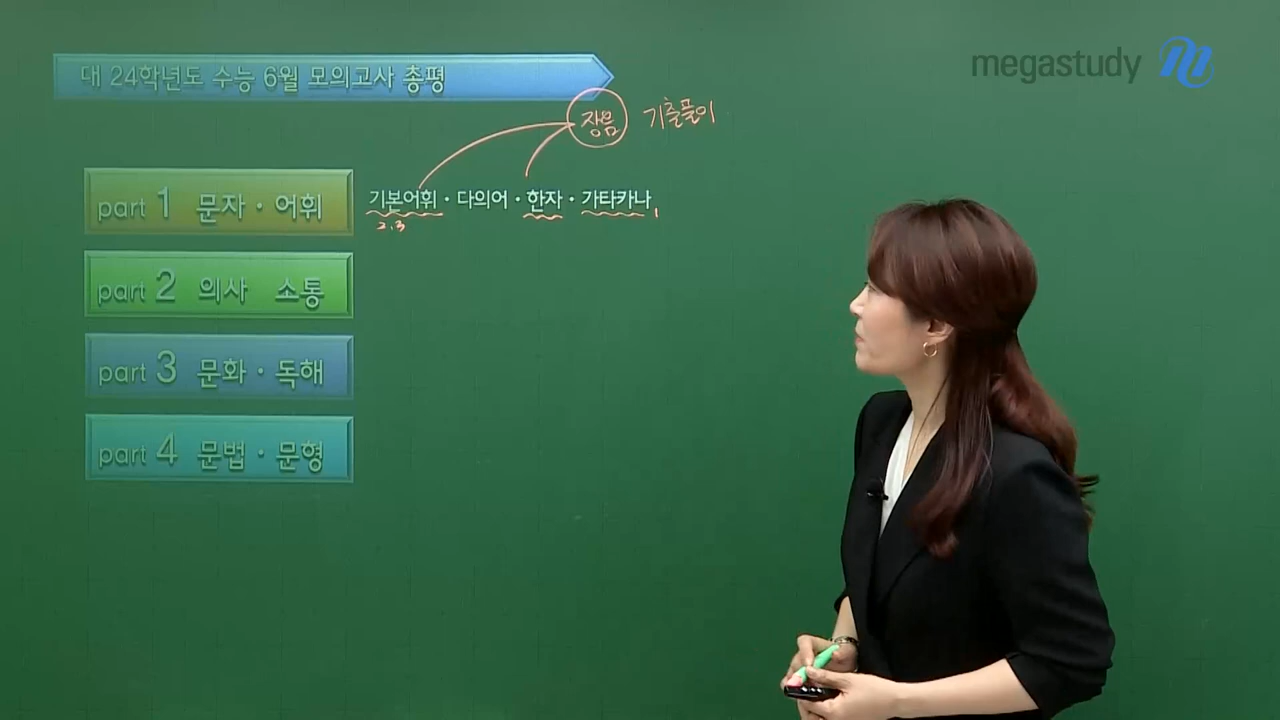 megastudy
대 24학년도 수능 6월 모의고사 총평
장음 기출풀이
part 1 문자 · 어휘
기본어휘 · 다의어 · 한자 · 가타카나
2.3
1
part 2 의사 소통
part 3 문화 · 독해
part 4 문법 · 문형